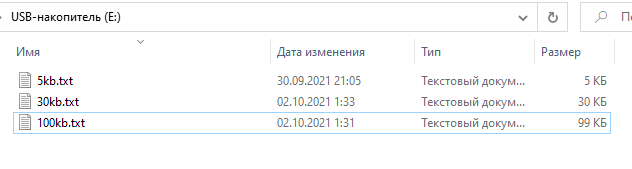 USB-накопитель (E:)
Имя Дата изменения Тип Размер
5kb.txt 30.09.2021 21:05 Текстовый докум... 5 КБ
30kb.txt 02.10.2021 1:33 Текстовый докум... 30 КБ
100kb.txt 02.10.2021 1:31 Текстовый докум... 99 КБ